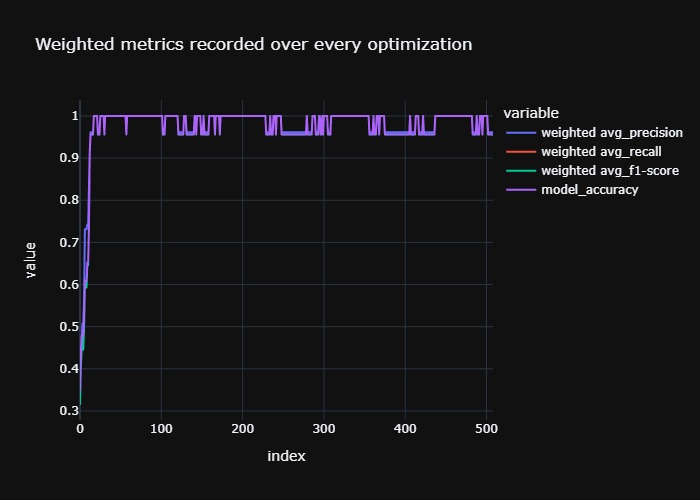 Weighted metrics recorded over every optimization
variable
weighted avg_precision
weighted avg_recall
weighted avg_f1-score
model_accuracy
value
1
0.9
0.8
0.7
0.6
0.5
0.4
0.3
0
100
200
300
400
500
index